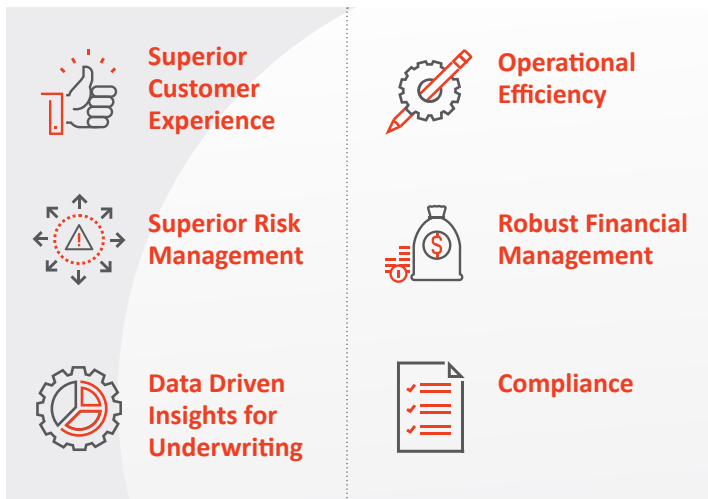 Superior
Customer
Experience
Operational
Efficiency
Superior Risk
Management
Robust Financial
Management
$
Data Driven
Insights for
Underwriting
Compliance